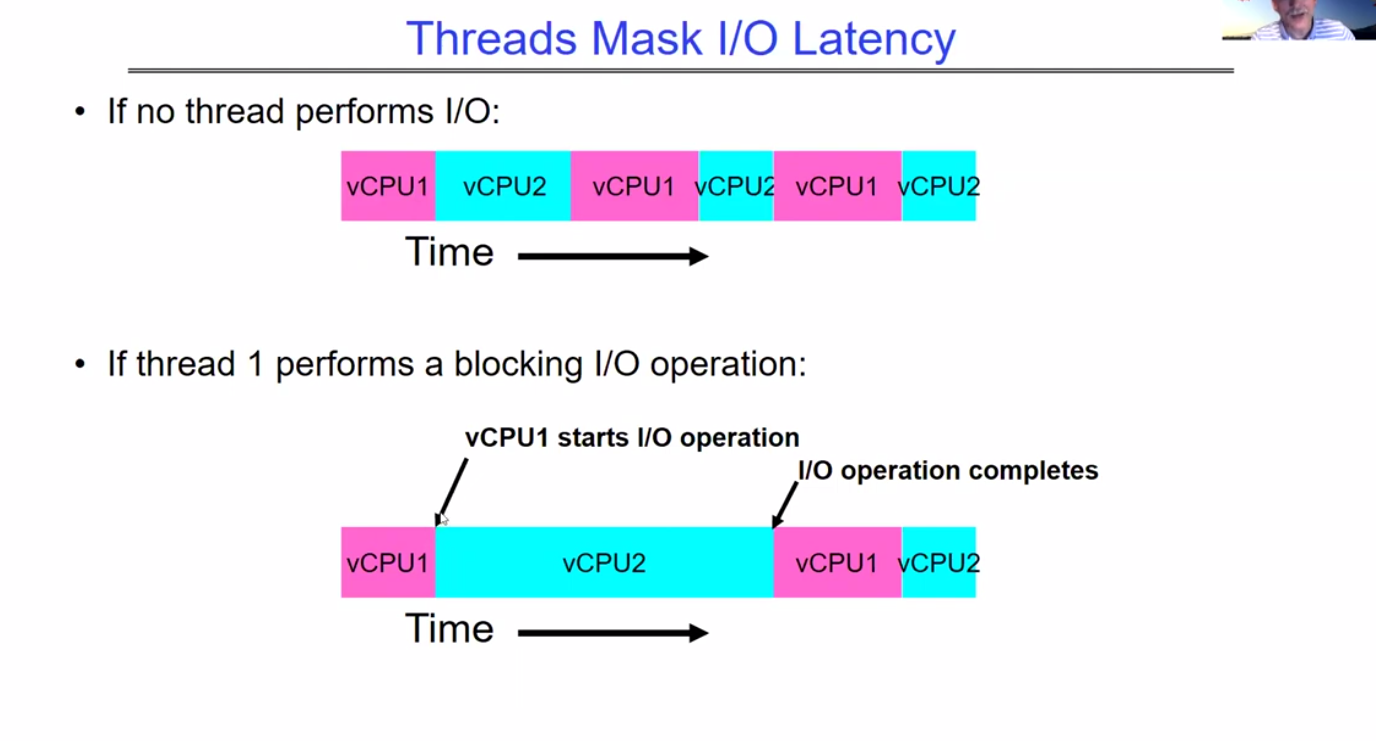 Threads Mask I/O Latency
• If no thread performs I/O:
vCPU1 vCPU2 vCPU1 vCPU2 vCPU1 vCPU2
Time
• If thread 1 performs a blocking I/O operation:
vCPU1 starts I/O operation
I/O operation completes
vCPU1 vCPU2 vCPU1 vCPU2
Time